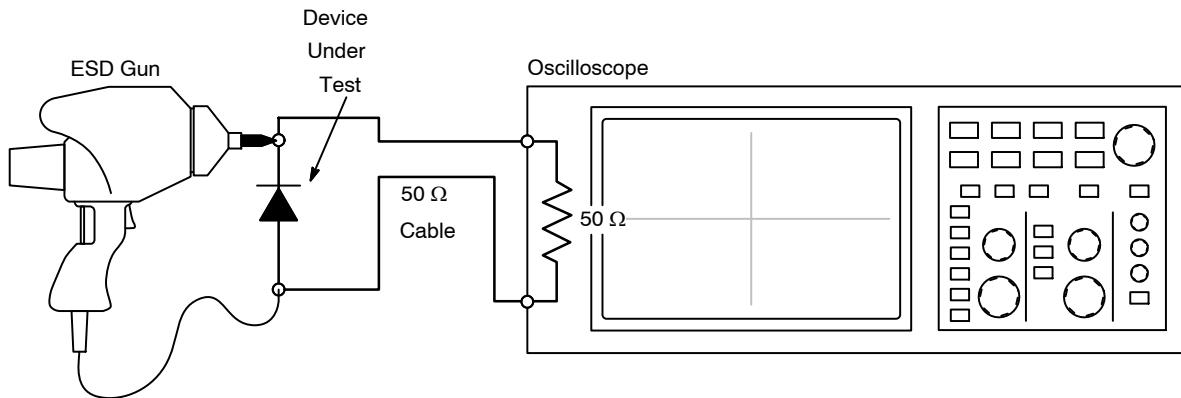 Device
Under
Test
ESD Gun
Oscilloscope
50 Ω
Cable
50 Ω